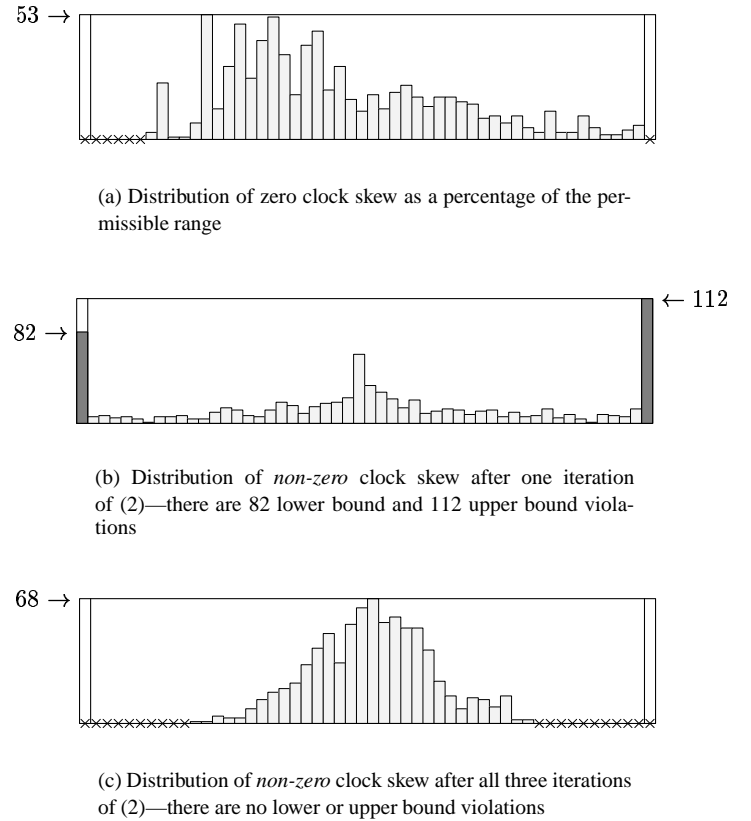 53 →
(a) Distribution of zero clock skew as a percentage of the per-
missible range
← 112
82 →
(b) Distribution of non-zero clock skew after one iteration
of (2)—there are 82 lower bound and 112 upper bound viola-
tions
68 →
(c) Distribution of non-zero clock skew after all three iterations
of (2)—there are no lower or upper bound violations